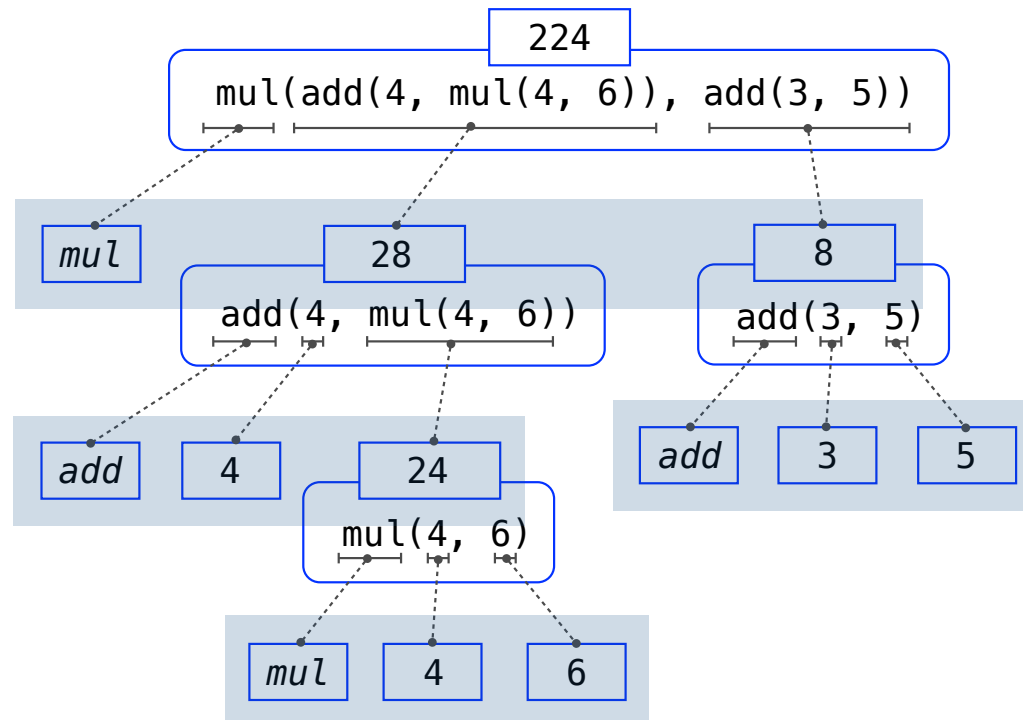 224
mul(add(4, mul(4, 6)), add(3, 5))
mul 28 8
add(4, mul(4, 6)) add(3, 5)
add 4 24 add 3 5
mul(4, 6)
mul 4 6